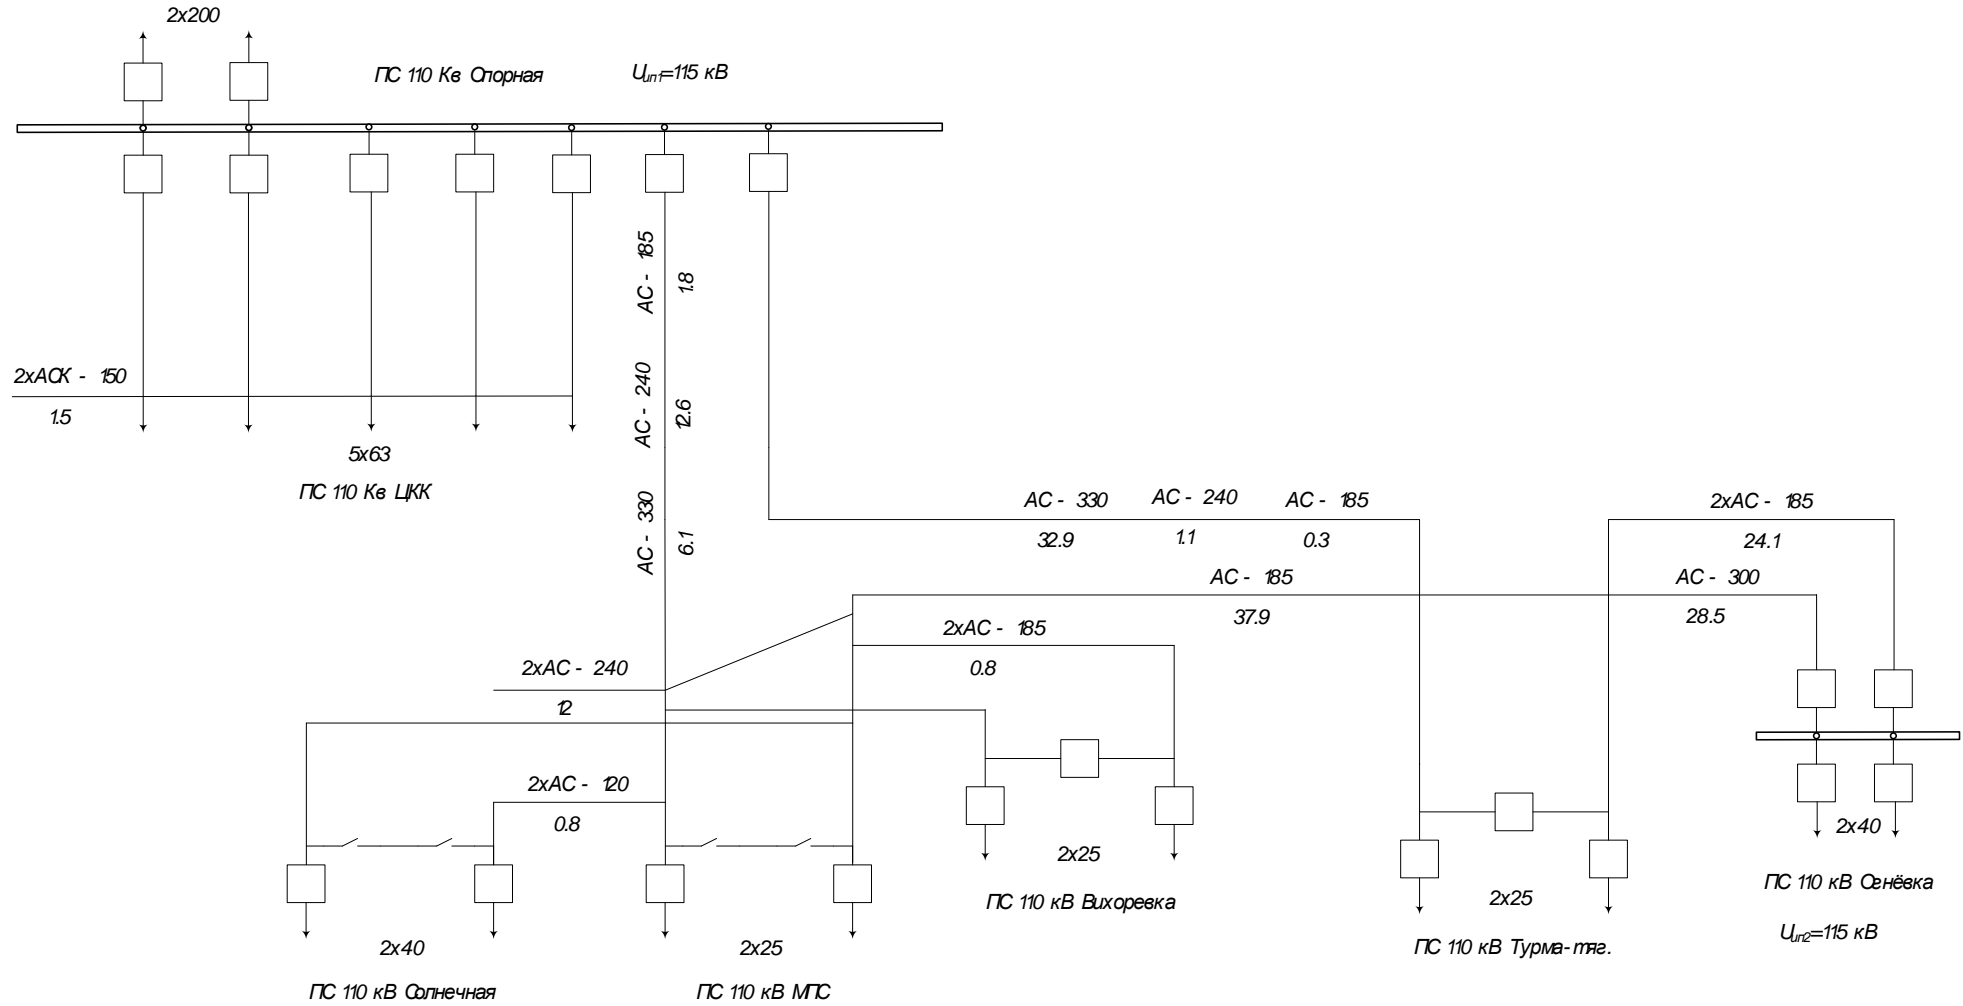 2х200
ПС 110 Кв Опорная
Uип1=115 кВ
АС - 185
1.8
АС - 240
12.6
АС - 330
6.1
2хАСК - 150
1.5
5х63
ПС 110 Кв ЦКК
АС - 330
АС - 240
АС - 185
32.9
1.1
0.3
2хАС - 185
24.1
АС - 185
37.9
АС - 300
28.5
2хАС - 185
0.8
2хАС - 240
12
2хАС - 120
0.8
2х25
ПС 110 кВ Вихоревка
2х25
ПС 110 кВ Турма-тяг.
2х40
ПС 110 кВ Огнёвка
Uип2=115 кВ
2х40
ПС 110 кВ Солнечная
2х25
ПС 110 кВ МПС